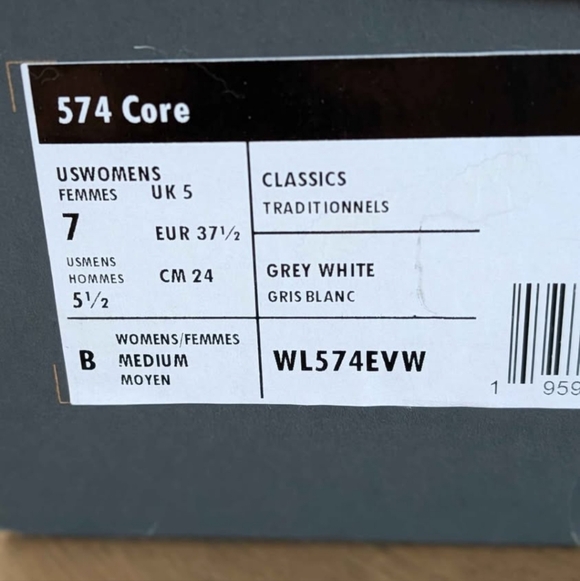 574 Core
USWOMENS
FEMMES
7
UK 5
EUR 37½
USMENS
HOMMES
5½
CM 24
CLASSICS
TRADITIONNELS
GREY WHITE
GRIS BLANC
B
WOMENS/FEMMES
MEDIUM
MOYEN
WL574EVW
1 959